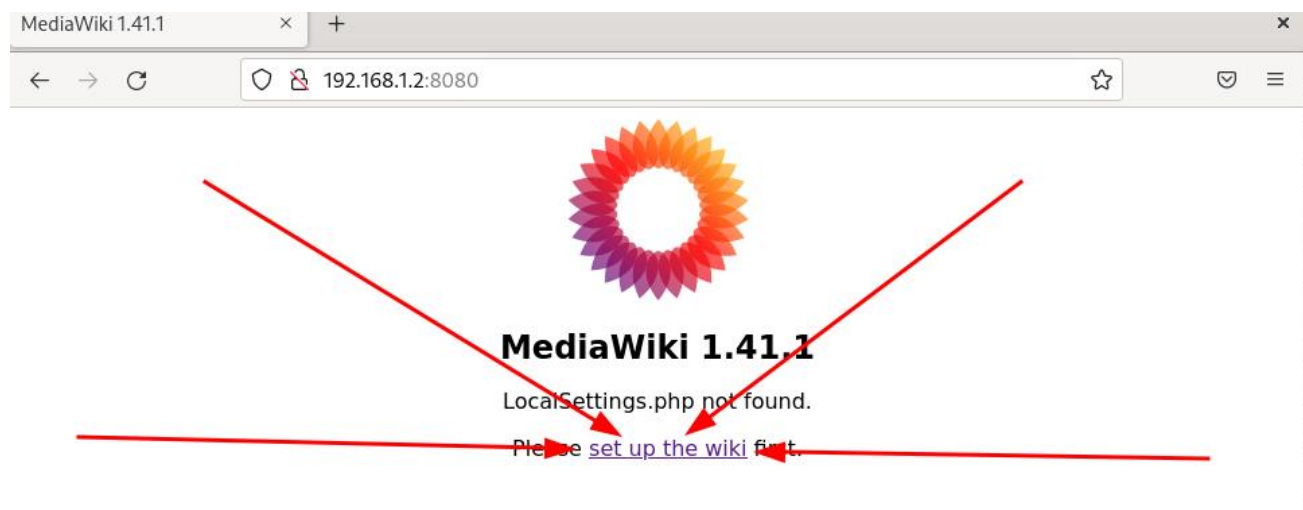 MediaWiki 1.41.1
192.168.1.2:8080
MediaWiki 1.41.1
LocalSettings.php not found.
Please set up the wiki first.